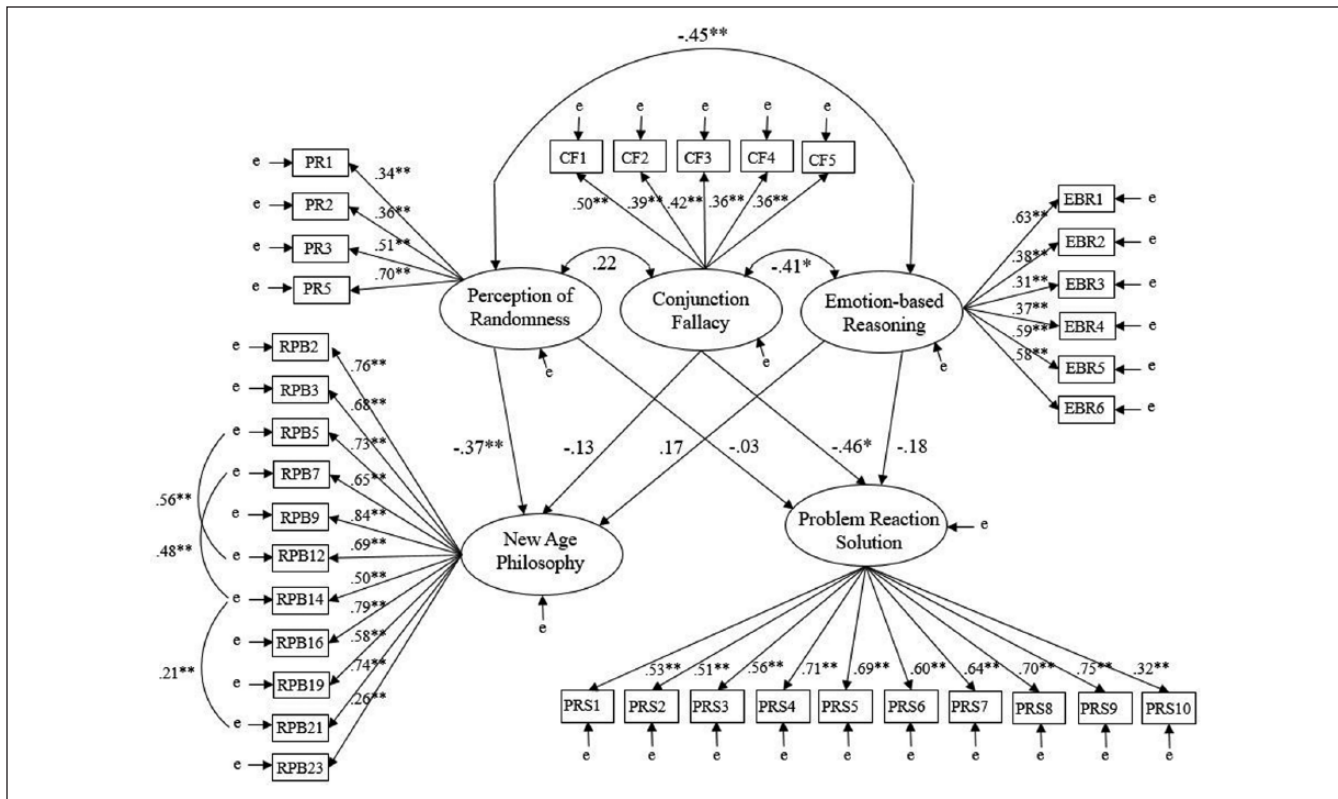 -.45**
e e e e e
CF1 CF2 CF3 CF4 CF5
.50** .39** .42** .36** .36**
e PR1 .34**
e PR2 .36**
e PR3 .51**
e PR5 .70**
EBR1 e .63**
EBR2 e .38**
EBR3 e .31**
EBR4 e .37**
EBR5 e .59**
EBR6 e .58**
.22
-.41*
Perception of
Randomness
e
Conjunction
Fallacy
e
Emotion-based
Reasoning
e
-.37** -.13 .17 -.03 -.46* -.18
e RPB2 .76**
e RPB3 .68**
e RPB5 .73**
e RPB7 .65**
e RPB9 .84**
e RPB12 .69**
e RPB14 .50**
e RPB16 .79**
e RPB19 .58**
e RPB21 .74**
e RPB23 .26**
.56**
.48**
.21**
New Age
Philosophy
e
Problem Reaction
Solution
e
.53** .51** .56** .71** .69** .60** .64** .70** .75** .32**
PRS1 PRS2 PRS3 PRS4 PRS5 PRS6 PRS7 PRS8 PRS9 PRS10
e e e e e e e e e e